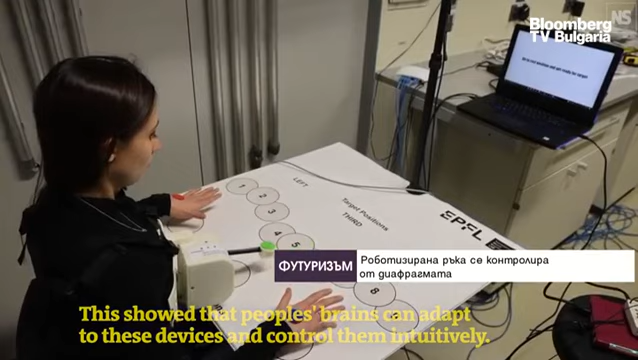 NS
Bloomberg
TV Bulgaria
LEFT
1
2
3
4
5
Target Positions
THIRD
EPFL
8
ФУТУРИЗЪМ
Роботизирана ръка се контролира
от диафрагмата
This showed that peoples' brains can adapt
to these devices and control them intuitively.